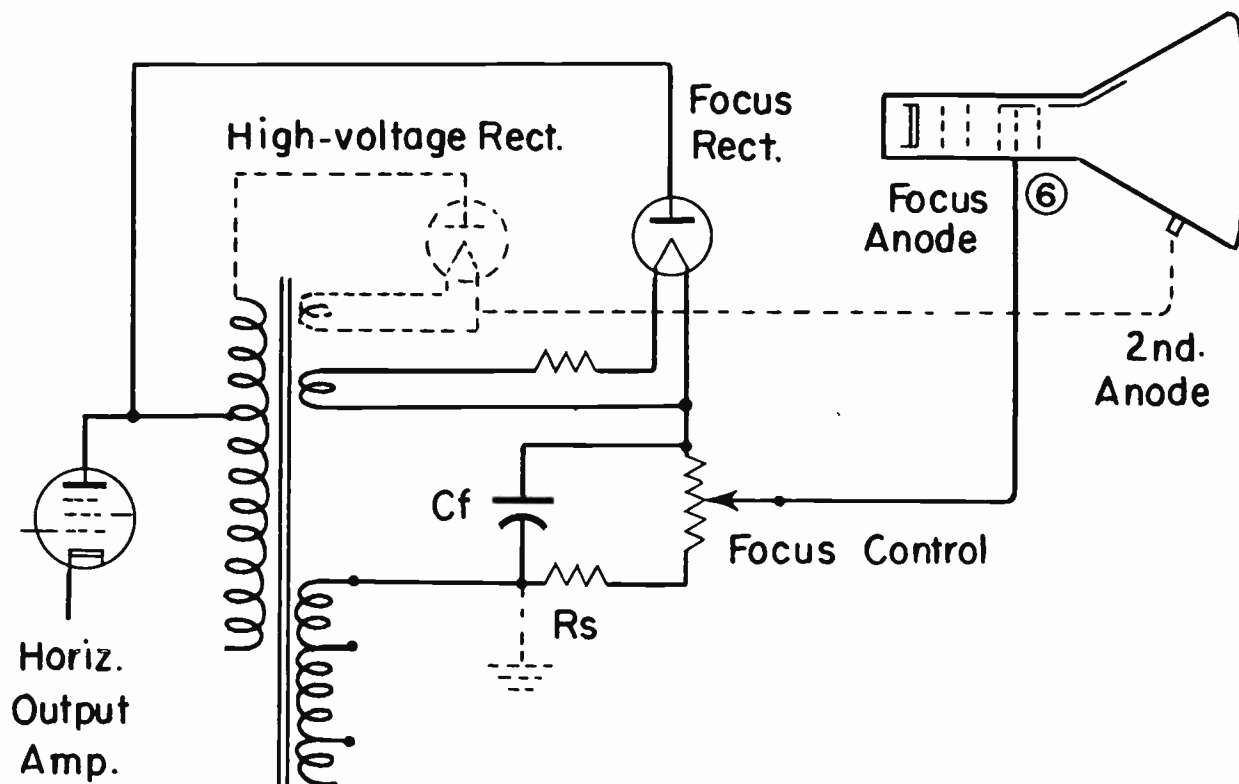 High-voltage Rect.
Focus
Rect.
Focus
Anode
6
2nd.
Anode
Cf
Focus Control
Rs
Horiz.
Output
Amp.